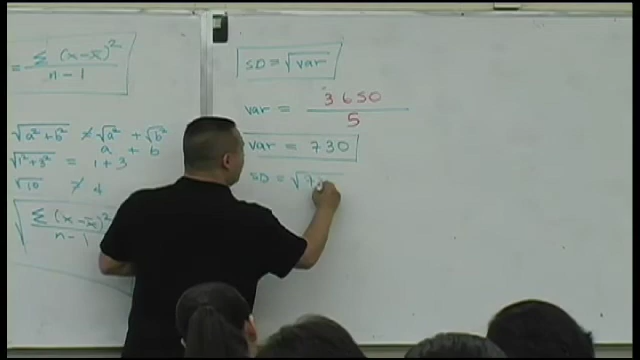 = Σ (x-x̄)²
n-1
√a²+b² ≠ √a² + √b²
a + b
√1²+3² = 1+3
√10 ≠ 4
√Σ (x-x̄)²
n-1
SD = √var
var = 3650
5
var = 730
SD = √7